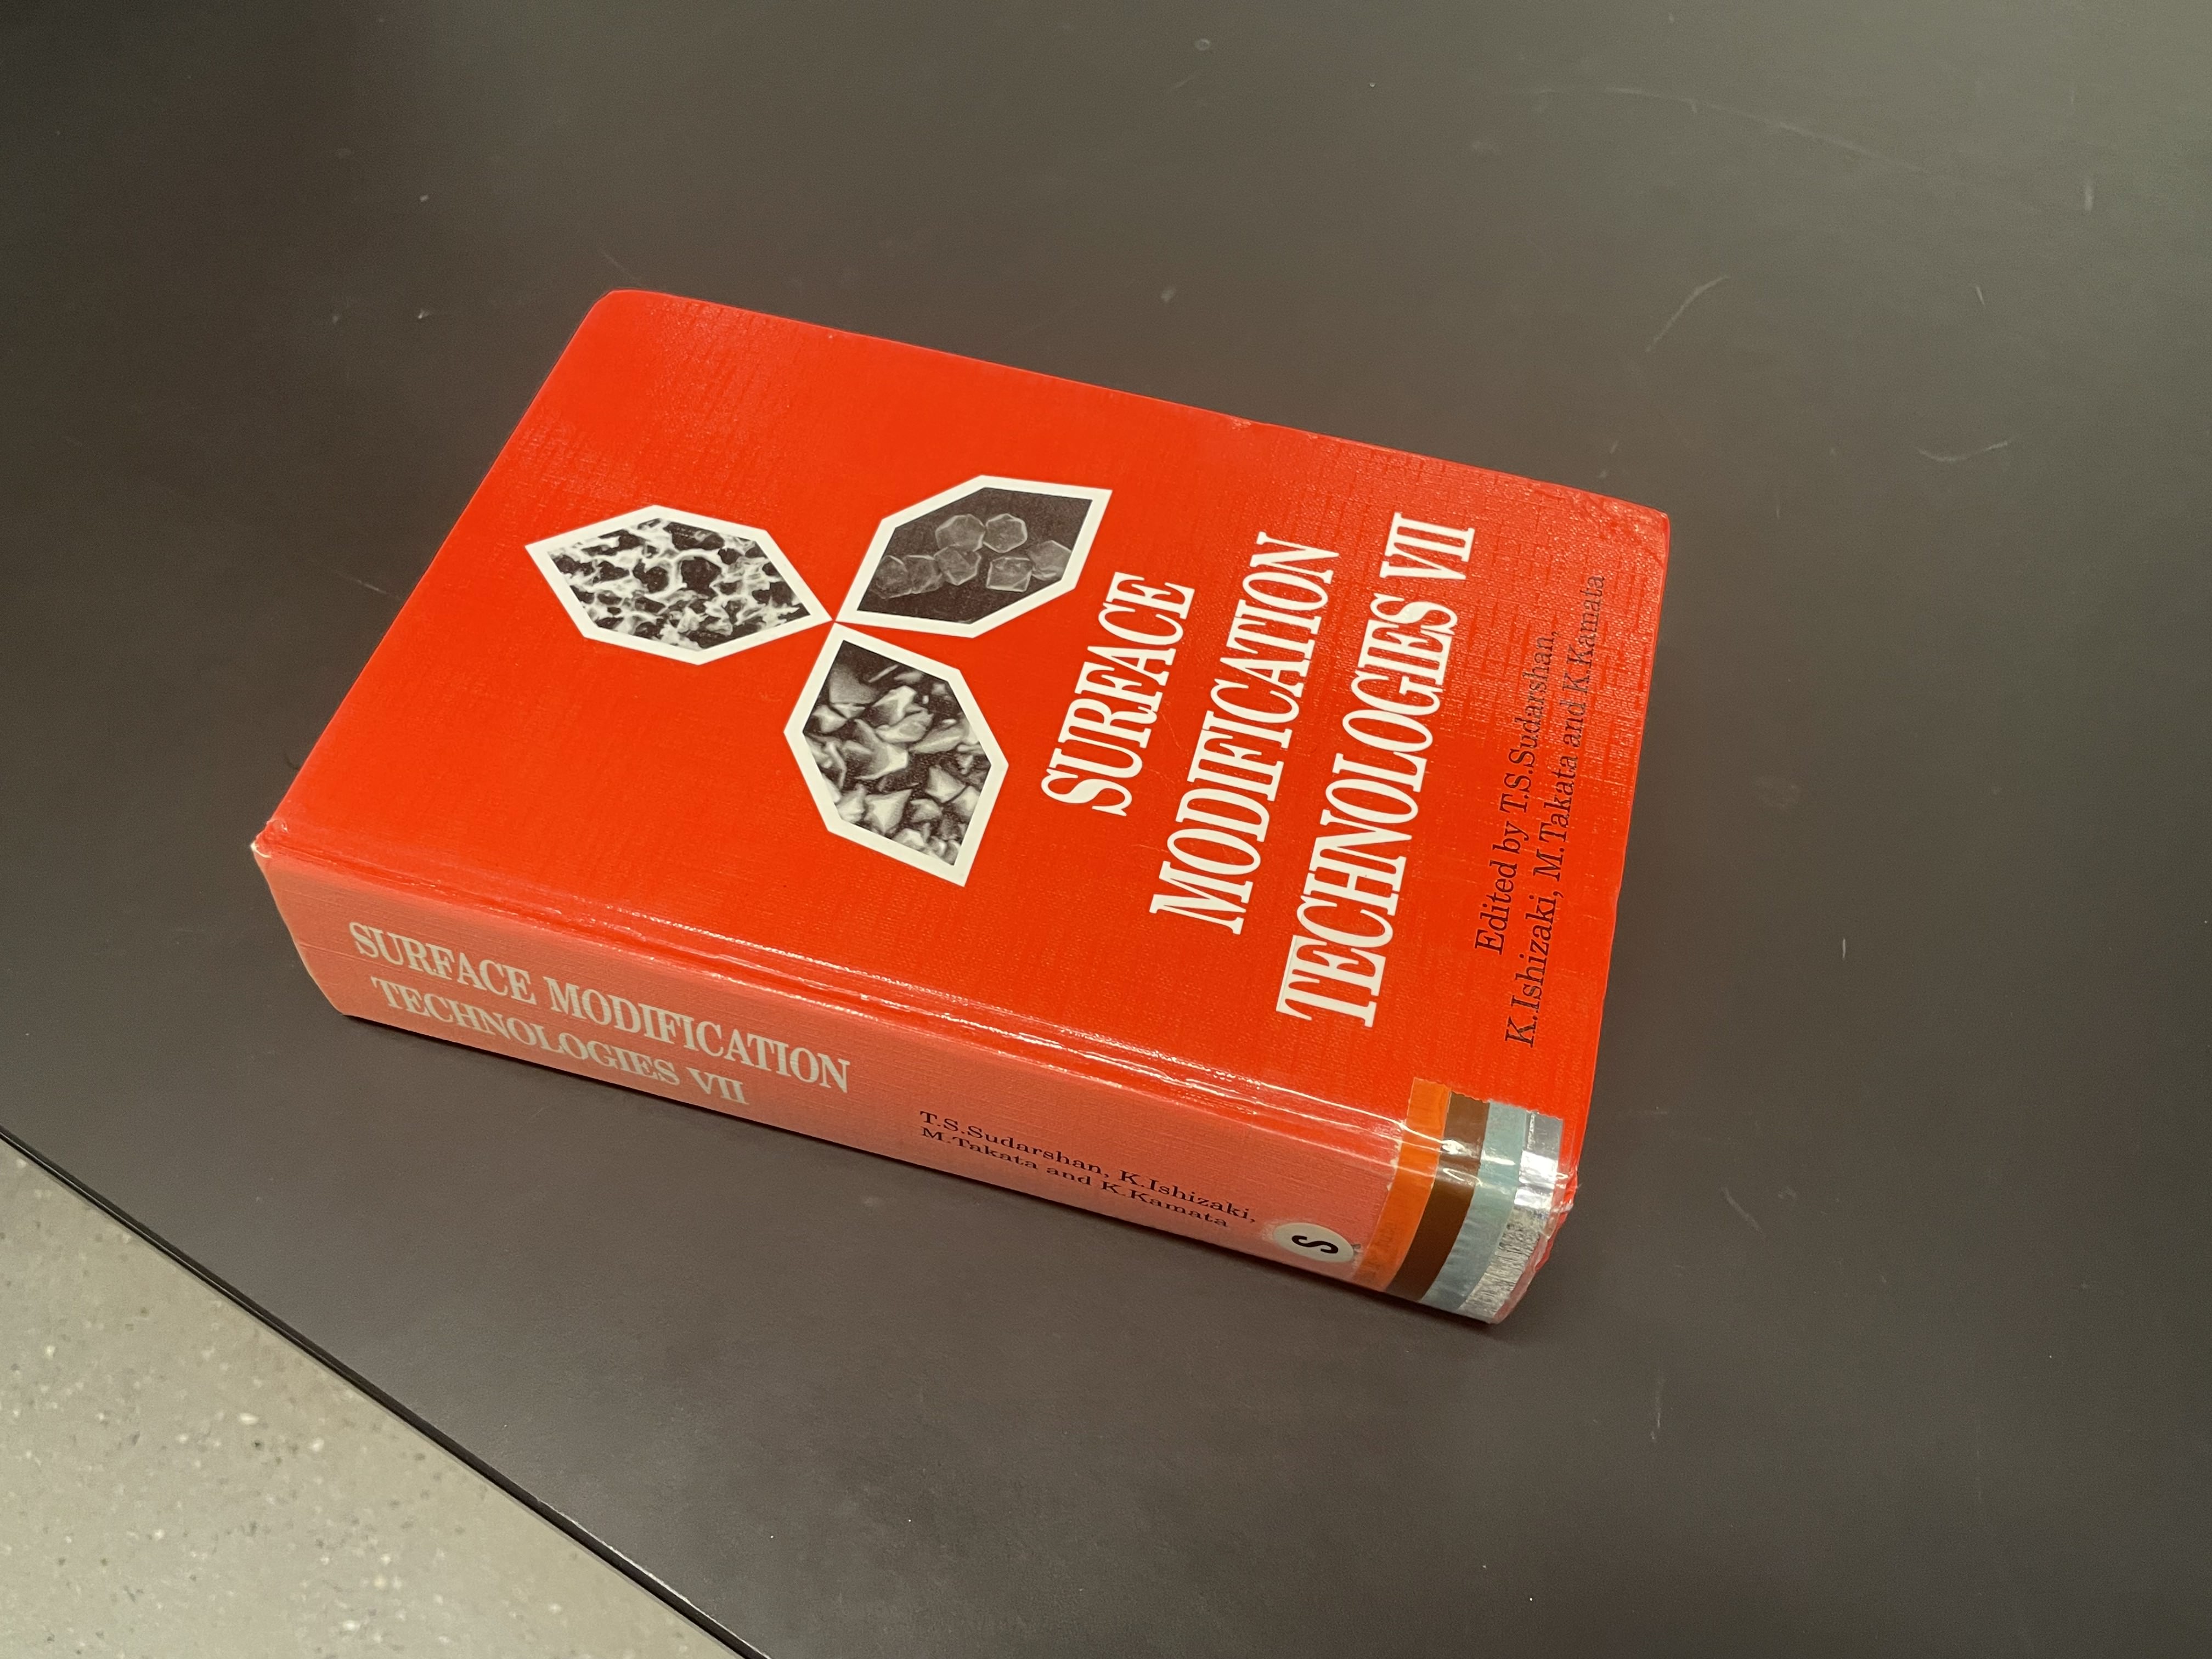 SURFACE
MODIFICATION
TECHNOLOGIES VII
Edited by T.S.Sudarshan,
K.Ishizaki, M.Takata and K.Kamata
SURFACE MODIFICATION
TECHNOLOGIES VII
T.S.Sudarshan, K.Ishizaki,
M.Takata and K.Kamata
S